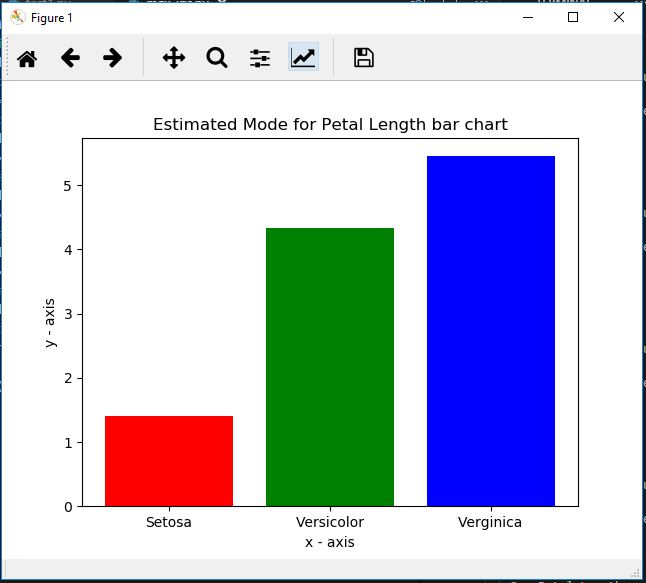 Figure 1
Estimated Mode for Petal Length bar chart
5
4
3
2
1
0
y - axis
Setosa Versicolor Verginica
x - axis